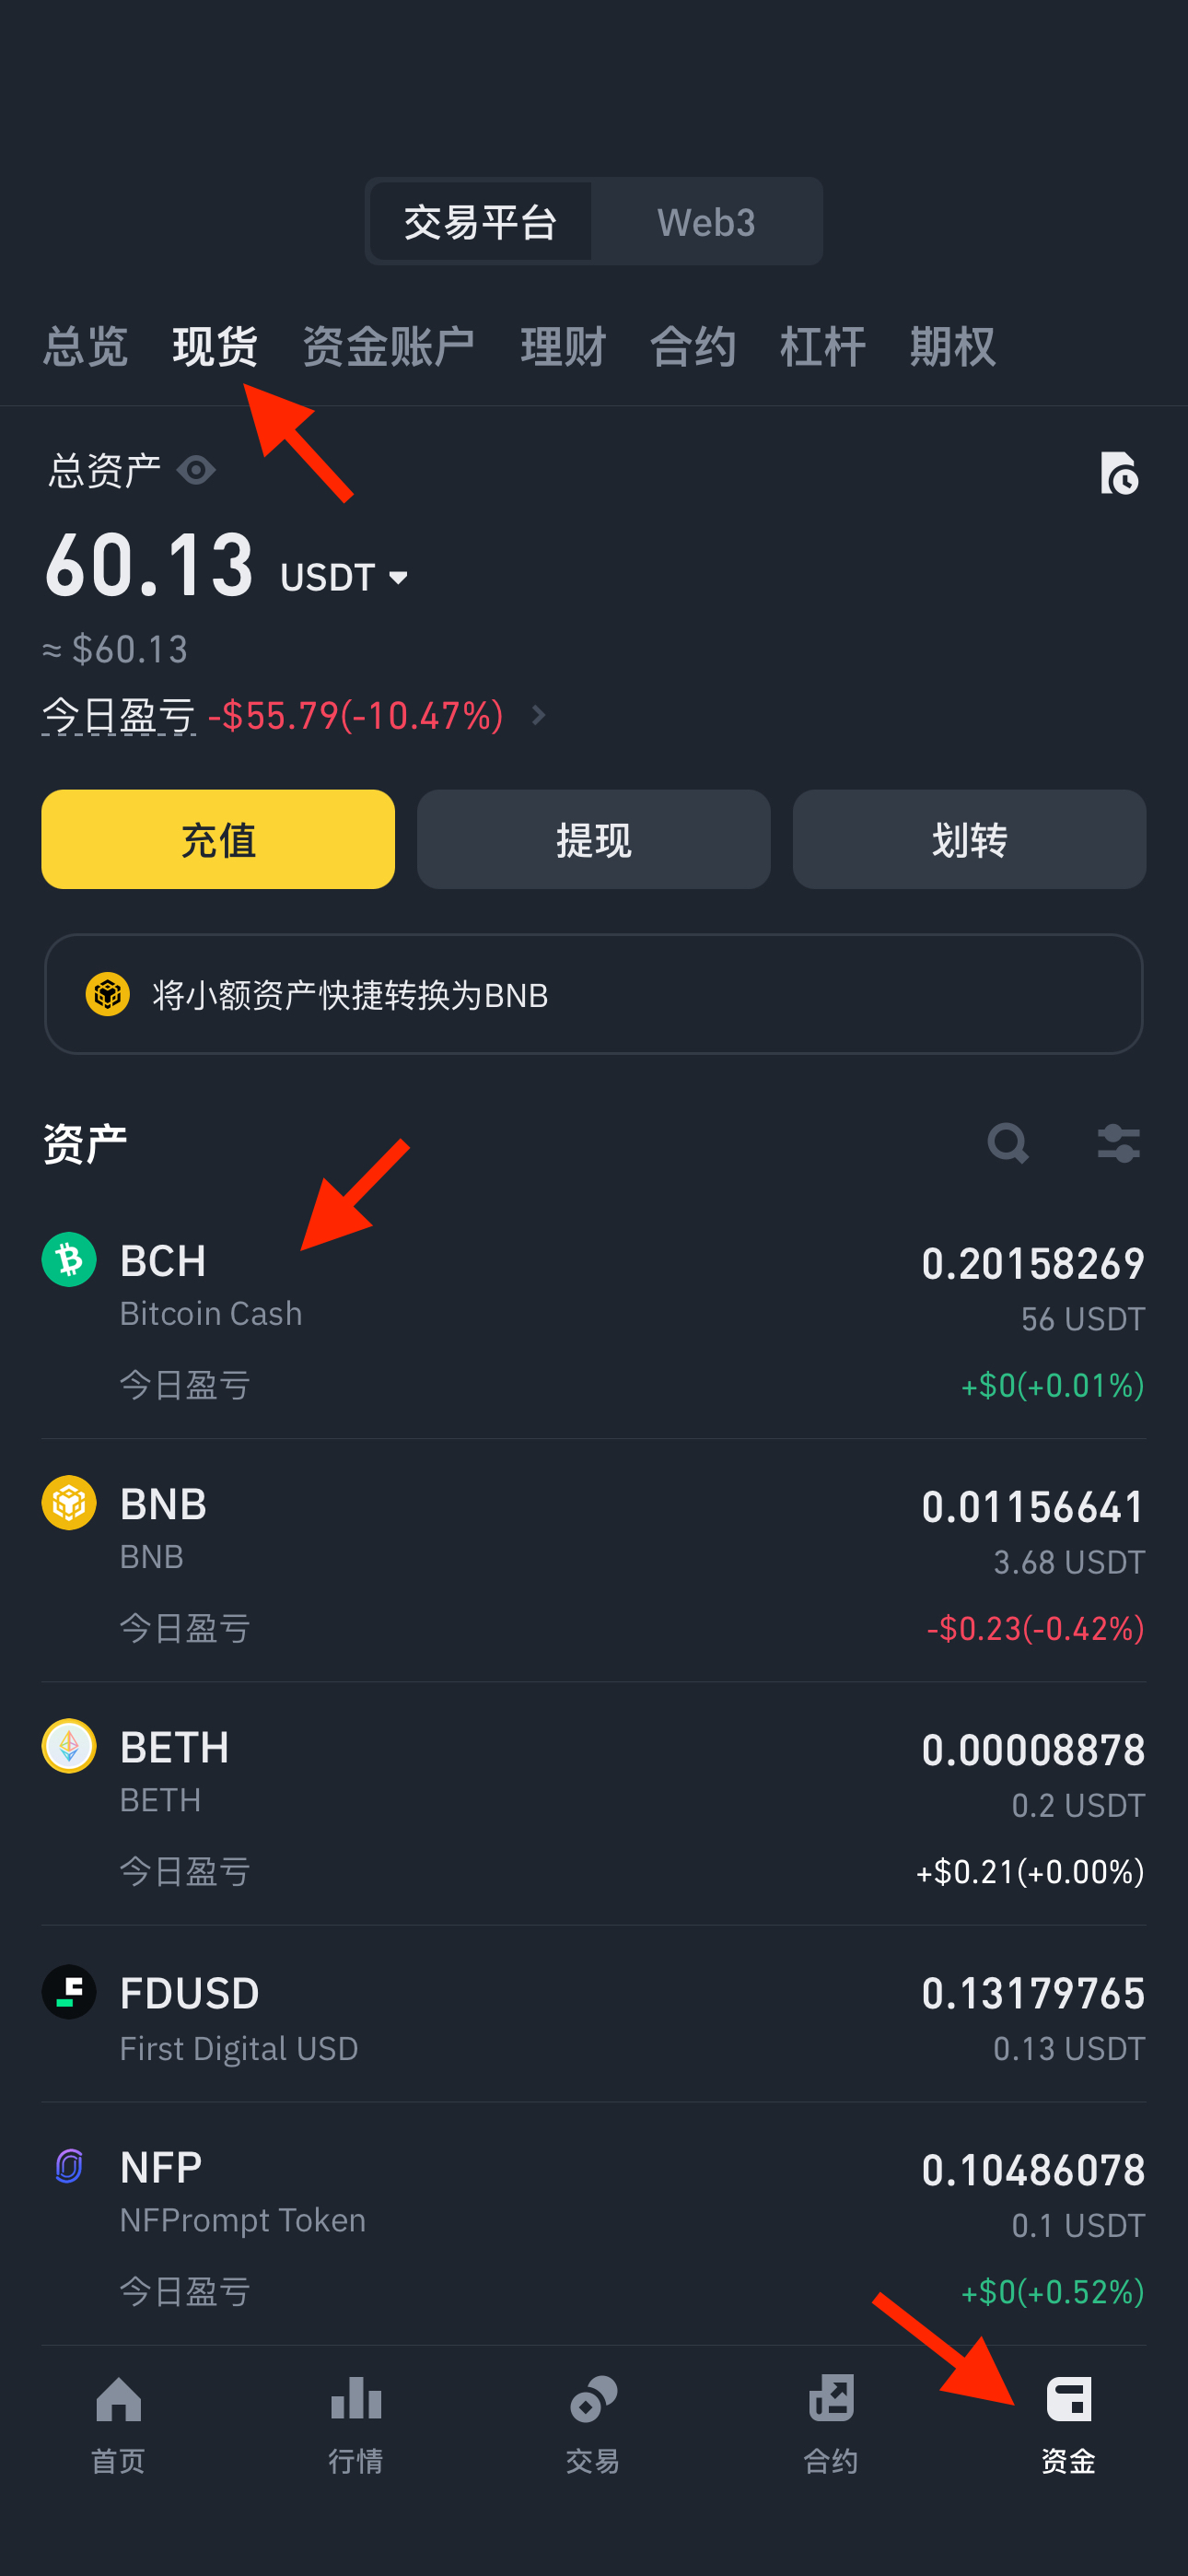 交易平台 Web3
总览 现货 资金账户 理财 合约 杠杆 期权
总资产
60.13 USDT
≈ $60.13
今日盈亏 -$55.79(-10.47%)
充值 提现 划转
将小额资产快捷转换为BNB
资产
BCH 0.20158269
Bitcoin Cash 56 USDT
今日盈亏 +$0(+0.01%)
BNB 0.01156641
BNB 3.68 USDT
今日盈亏 -$0.23(-0.42%)
BETH 0.00008878
BETH 0.2 USDT
今日盈亏 +$0.21(+0.00%)
FDUSD 0.13179765
First Digital USD 0.13 USDT
NFP 0.10486078
NFPrompt Token 0.1 USDT
今日盈亏 +$0(+0.52%)
首页 行情 交易 合约 资金